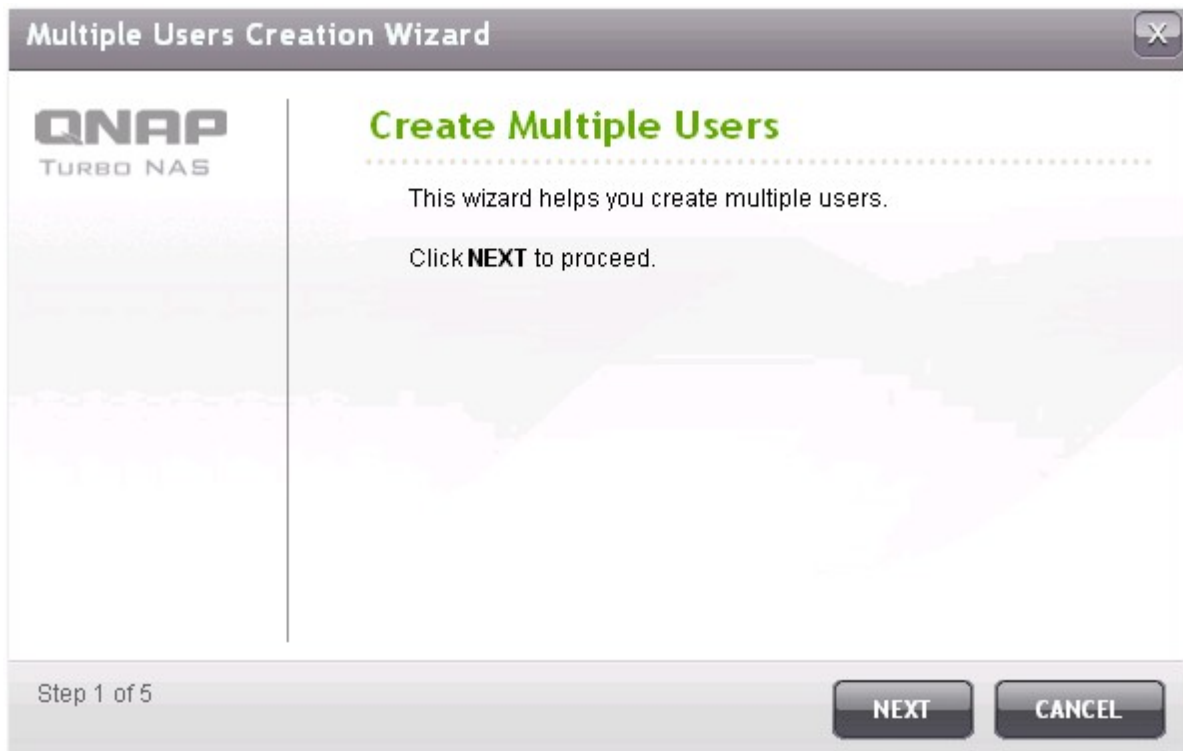 Multiple Users Creation Wizard
X
QNAP
TURBO NAS
Create Multiple Users
This wizard helps you create multiple users.
Click NEXT to proceed.
Step 1 of 5
NEXT
CANCEL